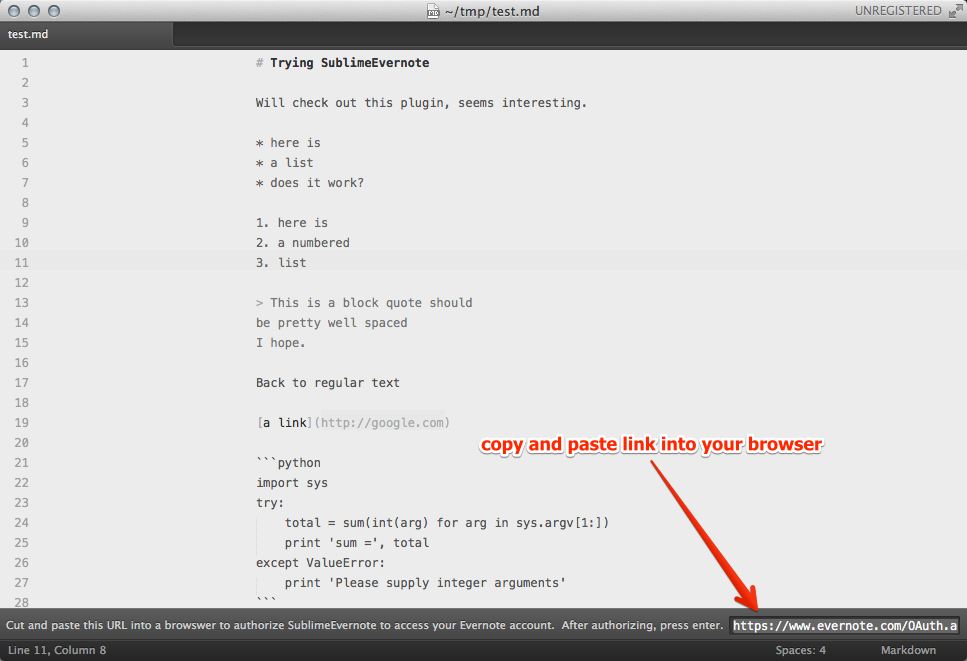 ~/tmp/test.md
UNREGISTERED
test.md
1 # Trying SublimeEvernote
2
3 Will check out this plugin, seems interesting.
4
5 * here is
6 * a list
7 * does it work?
8
9 1. here is
10 2. a numbered
11 3. list
12
13 > This is a block quote should
14 be pretty well spaced
15 I hope.
16
17 Back to regular text
18
19 [a link](http://google.com)
20
copy and paste link into your browser
21 ```python
22 import sys
23 try:
24     total = sum(int(arg) for arg in sys.argv[1:])
25     print 'sum =', total
26 except ValueError:
27     print 'Please supply integer arguments'
28 ```
Cut and paste this URL into a browswer to authorize SublimeEvernote to access your Evernote account.  After authorizing, press enter. https://www.evernote.com/OAuth.a
Line 11, Column 8 Spaces: 4 Markdown